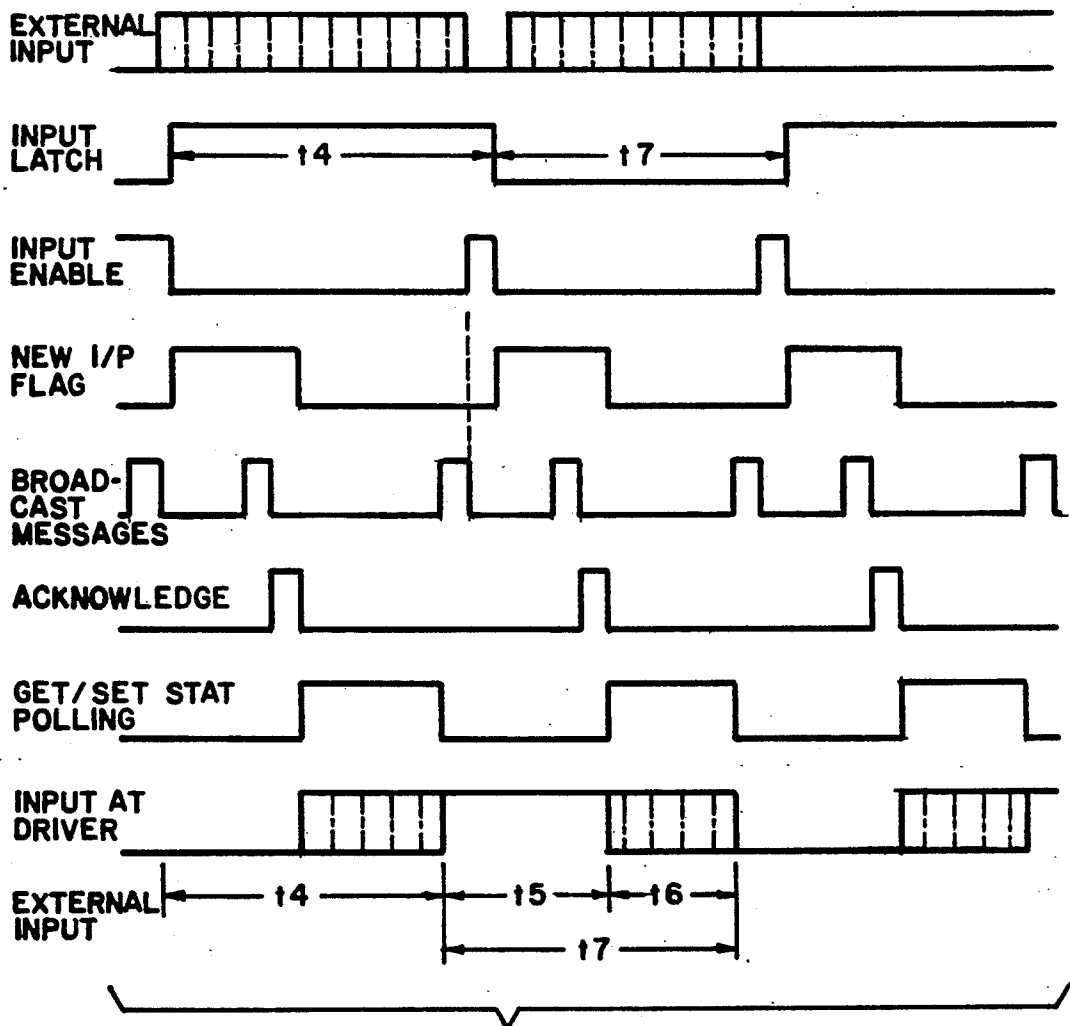 EXTERNAL
INPUT
INPUT
LATCH
t4
t7
INPUT
ENABLE
NEW I/P
FLAG
BROAD-
CAST
MESSAGES
ACKNOWLEDGE
GET/SET STAT
POLLING
INPUT AT
DRIVER
EXTERNAL
INPUT
t4
t5
t6
t7